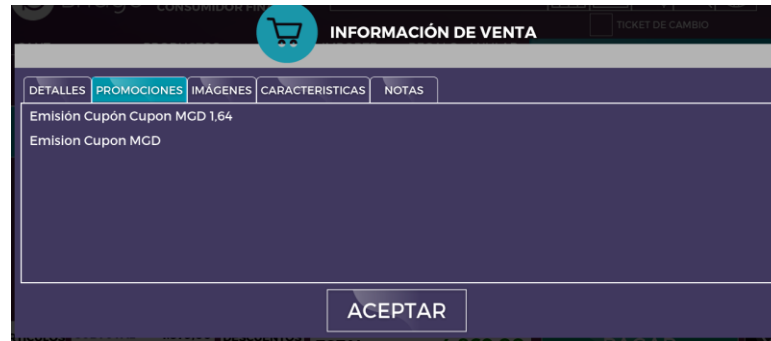 CONSUMIDOR FIN
INFORMACIÓN DE VENTA
TICKET DE CAMBIO
DETALLES PROMOCIONES IMÁGENES CARACTERISTICAS NOTAS
Emisión Cupón Cupon MGD 1,64
Emision Cupon MGD
ACEPTAR